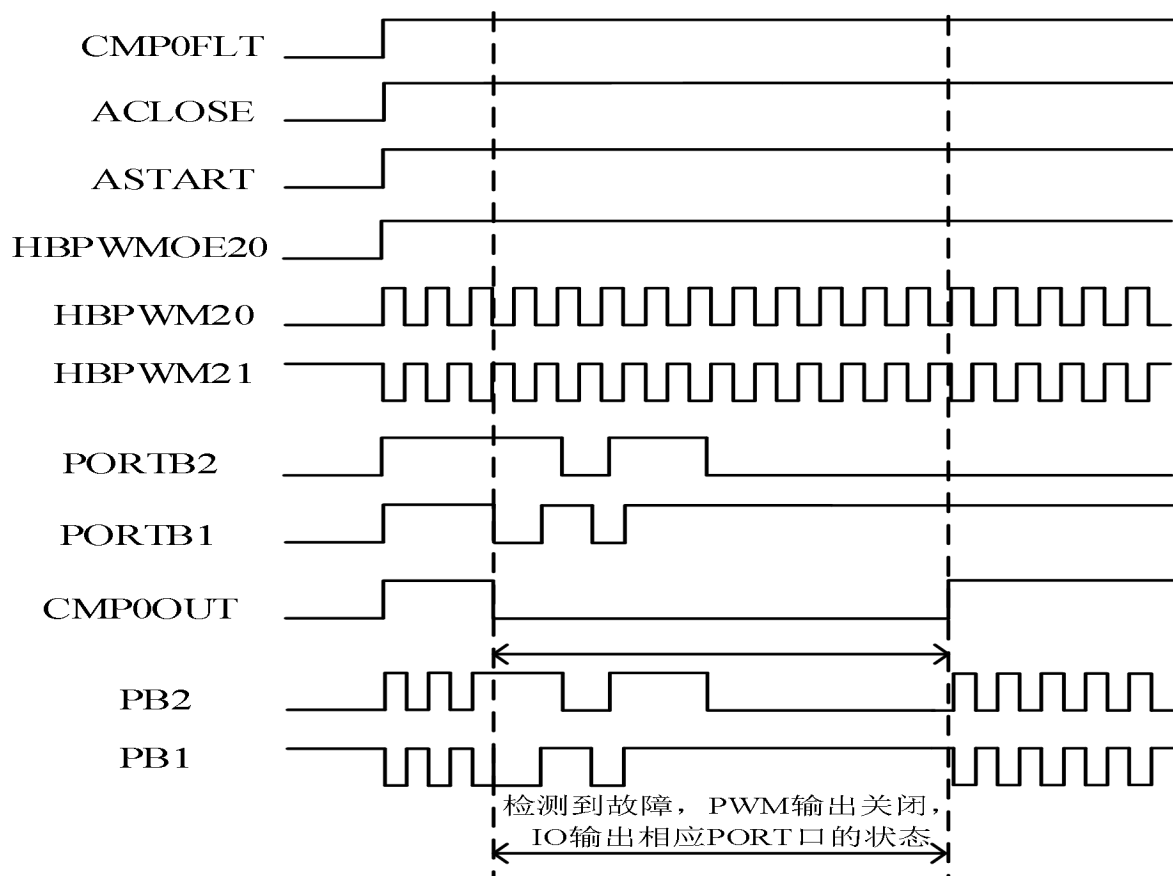 CMP0FLT
ACLOSE
ASTART
HBPWMOE20
HBPWM20
HBPWM21
PORTB2
PORTB1
CMP0OUT
PB2
PB1
检测到故障，PWM输出关闭，
IO输出相应PORT口的状态